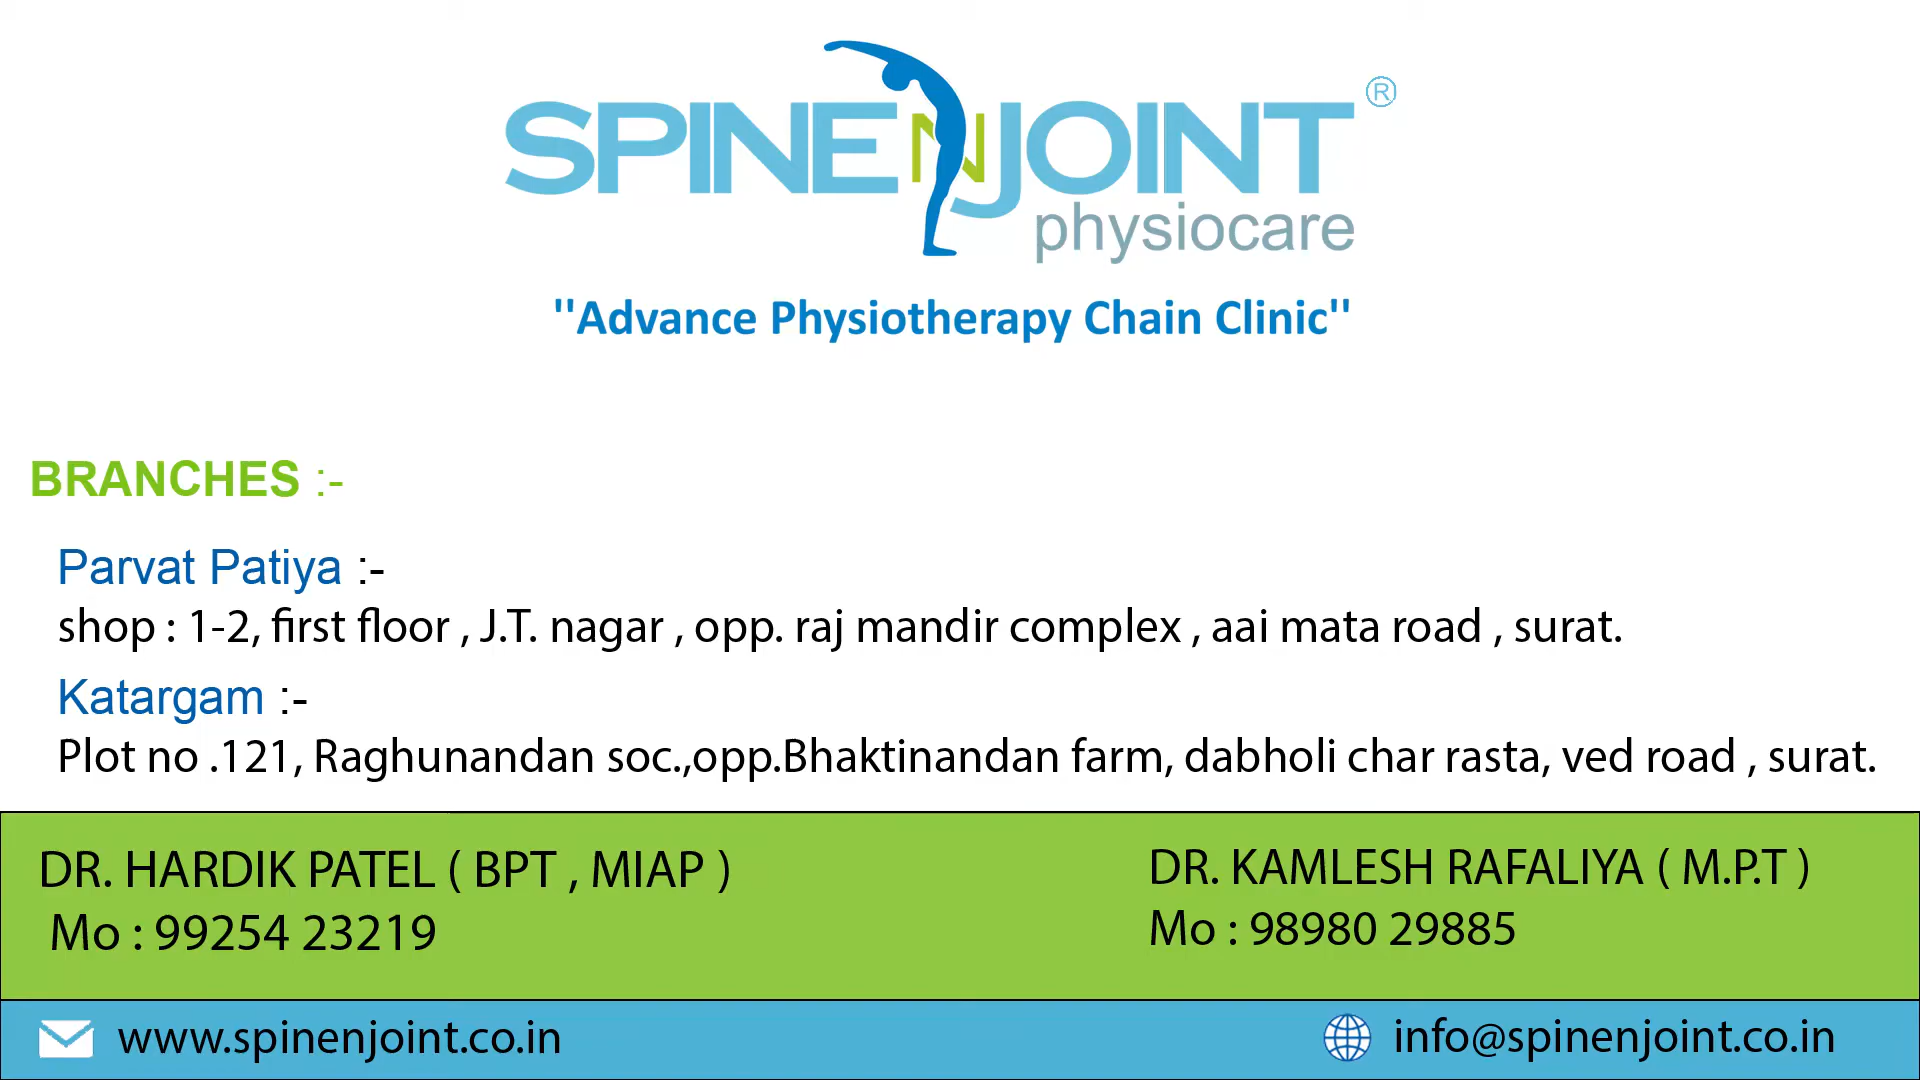 SPINENJOINT ®
physiocare
"Advance Physiotherapy Chain Clinic"
BRANCHES :-
Parvat Patiya :-
shop : 1-2, first floor , J.T. nagar , opp. raj mandir complex , aai mata road , surat.
Katargam :-
Plot no .121, Raghunandan soc.,opp.Bhaktinandan farm, dabholi char rasta, ved road , surat.
DR. HARDIK PATEL ( BPT , MIAP )
Mo : 99254 23219
DR. KAMLESH RAFALIYA ( M.P.T )
Mo : 98980 29885
www.spinenjoint.co.in
info@spinenjoint.co.in